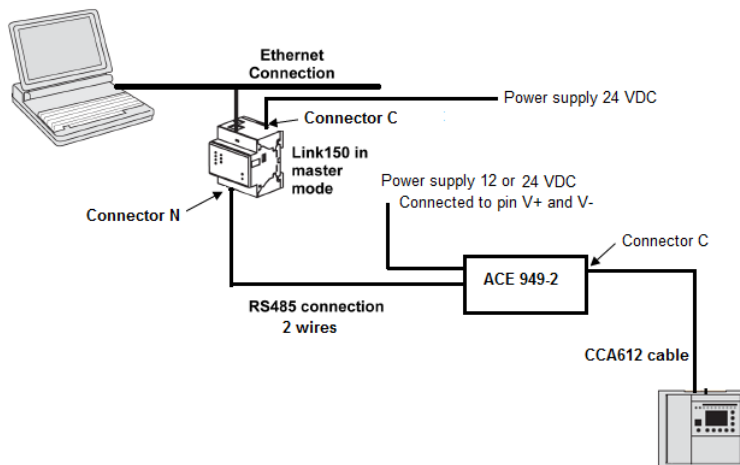 Ethernet
Connection
Power supply 24 VDC
Connector C
Link150 in
master
mode
Power supply 12 or 24 VDC
Connected to pin V+ and V-
Connector N
Connector C
ACE 949-2
RS485 connection
2 wires
CCA612 cable